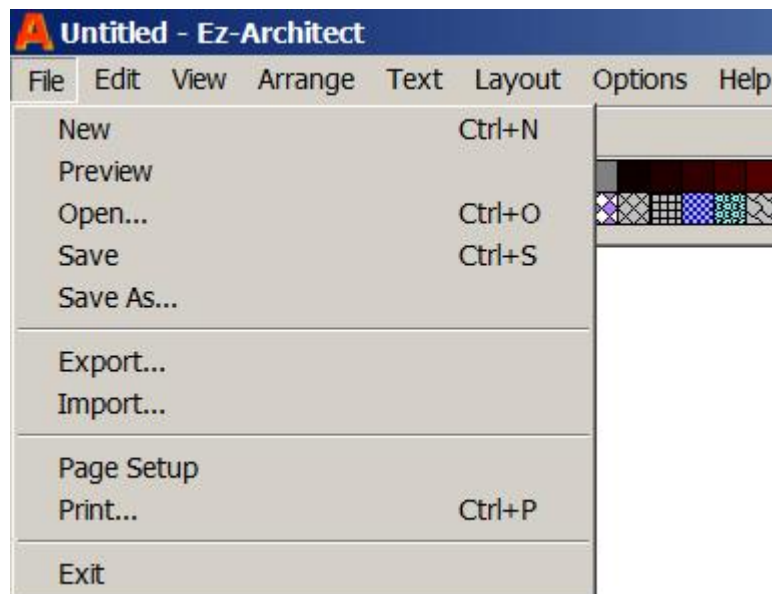 Untitled - Ez-Architect
File Edit View Arrange Text Layout Options Help
New Ctrl+N
Preview
Open... Ctrl+O
Save Ctrl+S
Save As...
Export...
Import...
Page Setup
Print... Ctrl+P
Exit